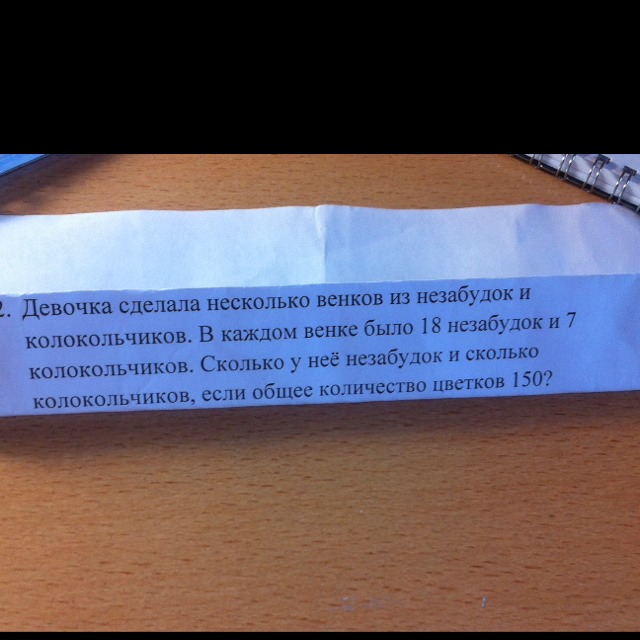 2. Девочка сделала несколько венков из незабудок и
колокольчиков. В каждом венке было 18 незабудок и 7
колокольчиков. Сколько у неё незабудок и сколько
колокольчиков, если общее количество цветков 150?